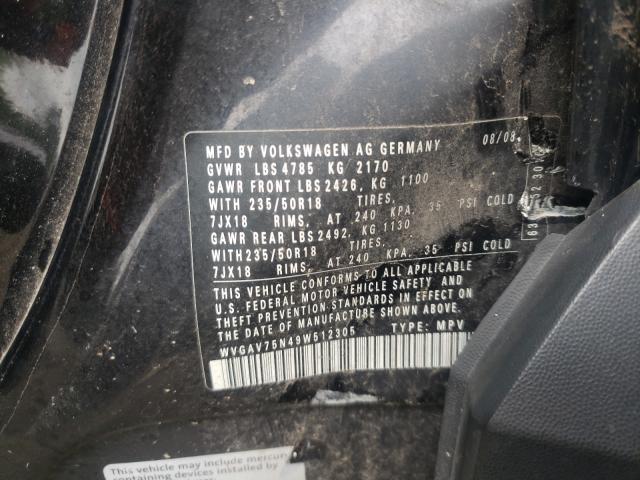 MFD BY VOLKSWAGEN AG GERMANY 08/08
GVWR LBS 4785 KG 2170
GAWR FRONT LBS 2426, KG 1100
WITH 235/50R18 TIRES,
7JX18 RIMS, AT 240 KPA, 35 PSI COLD
GAWR REAR LBS 2492, KG 1130
WITH 235/50R18 TIRES,
7JX18 RIMS, AT 240 KPA, 35 PSI COLD
THIS VEHICLE CONFORMS TO ALL APPLICABLE
U.S. FEDERAL MOTOR VEHICLE SAFETY AND
THEFT PREVENTION STANDARDS IN EFFECT ON
THE DATE OF MANUFACTURE SHOWN ABOVE.
WVGAV75N49W512305 TYPE: MPV
This vehicle may include mercury
containing devices installed by